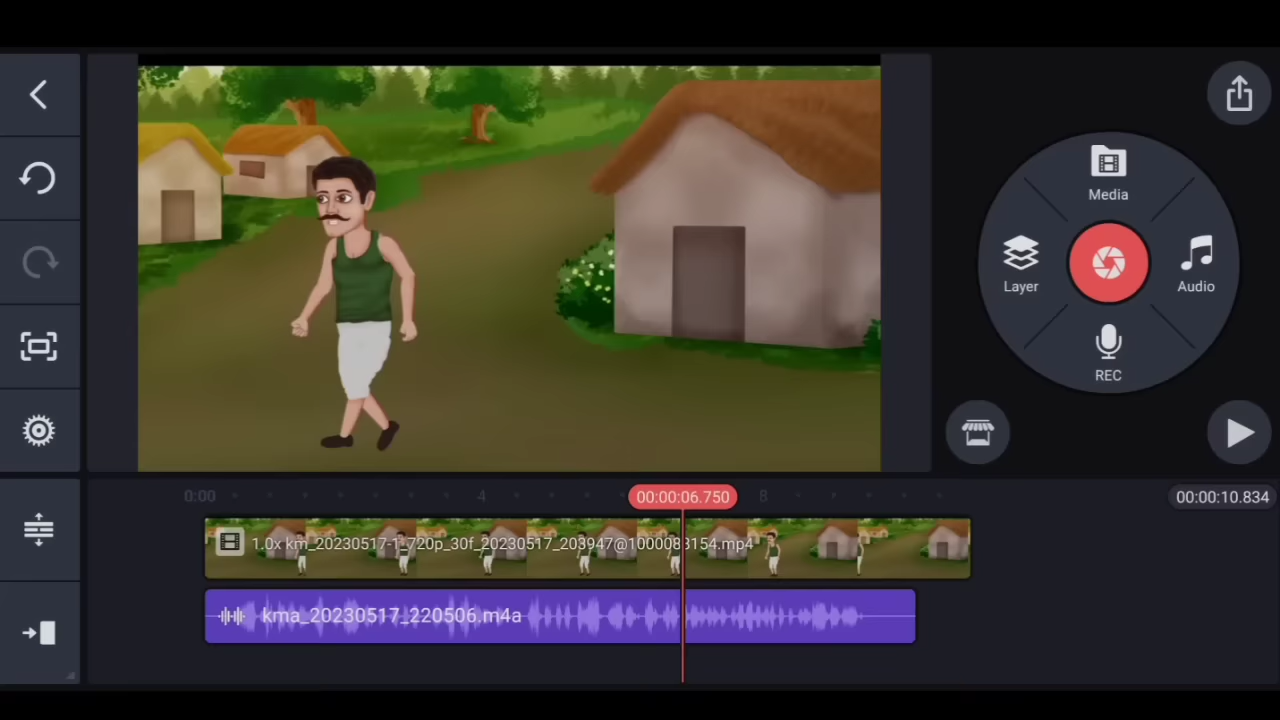 Media
Layer
Audio
REC
0:00
4
00:00:06.750
8
00:00:10.834
1.0x km_20230517-1_720p_30f_20230517_203947@1000083154.mp4
kma_20230517_220506.m4a